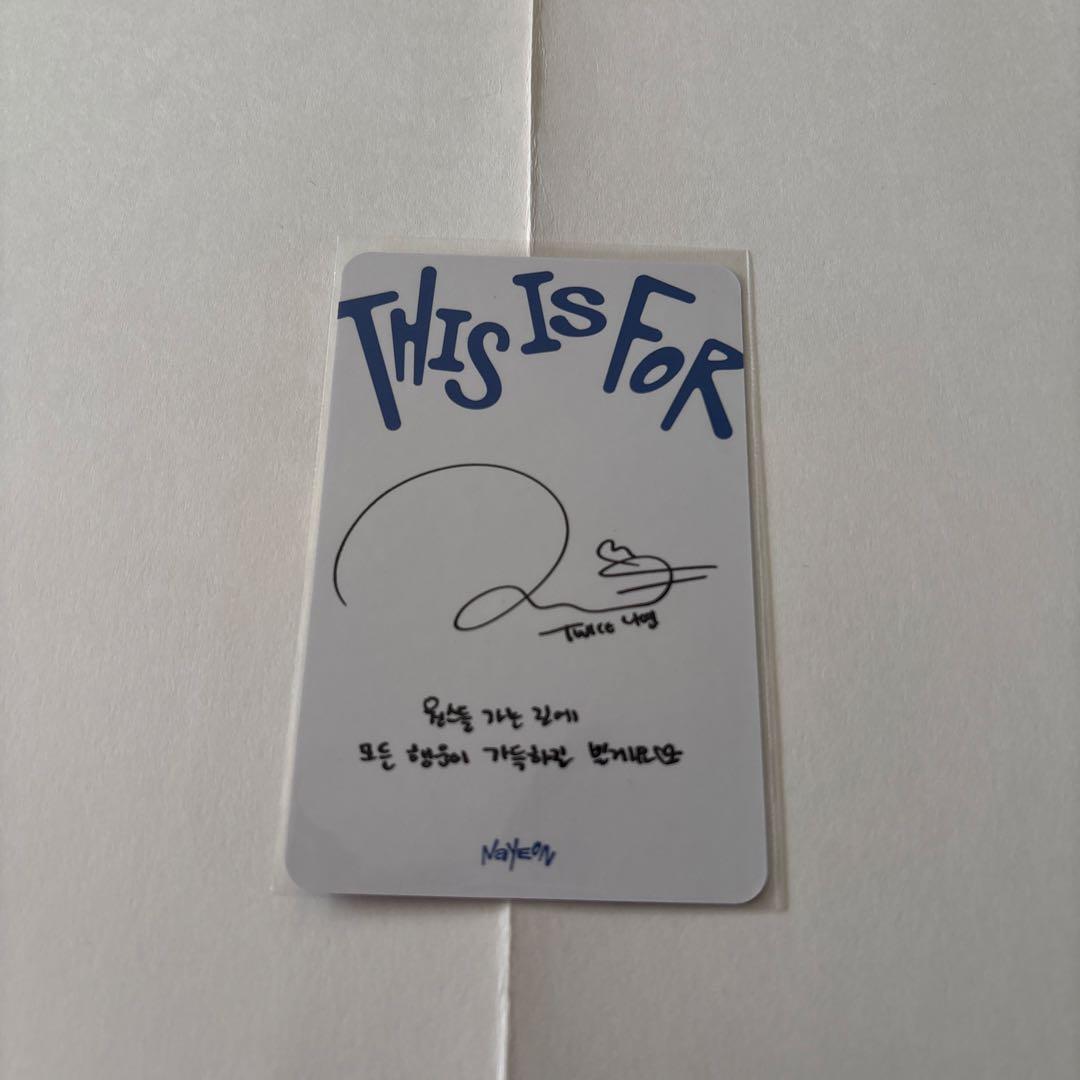 THIS IS FOR
TWICE 나연
원스들 가는 길에
모든 행운이 가득하길 빌게요
NAYEON